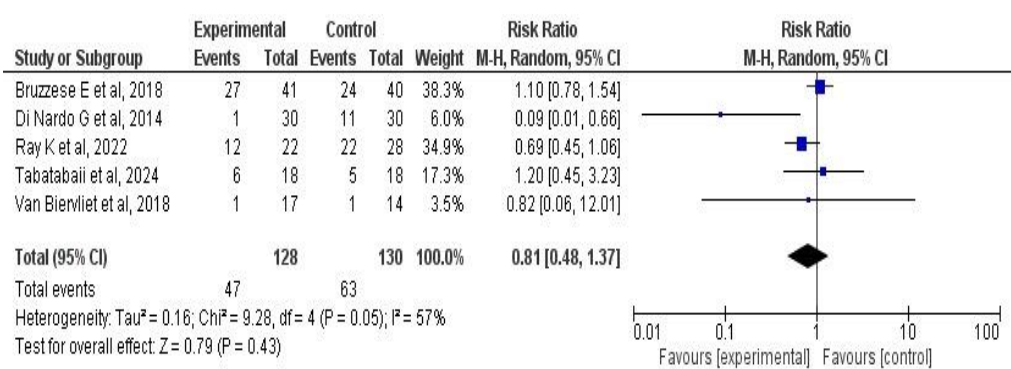 Experimental Control Risk Ratio Risk Ratio
Study or Subgroup Events Total Events Total Weight M-H, Random, 95% CI M-H, Random, 95% CI
Bruzzese E et al, 2018 27 41 24 40 38.3% 1.10 [0.78, 1.54]
Di Nardo G et al, 2014 1 30 11 30 6.0% 0.09 [0.01, 0.66]
Ray K et al, 2022 12 22 22 28 34.9% 0.69 [0.45, 1.06]
Tabatabaii et al, 2024 6 18 5 18 17.3% 1.20 [0.45, 3.23]
Van Biervliet et al, 2018 1 17 1 14 3.5% 0.82 [0.06, 12.01]
Total (95% CI) 128 130 100.0% 0.81 [0.48, 1.37]
Total events 47 63
Heterogeneity: Tau² = 0.16; Chi² = 9.28, df = 4 (P = 0.05); I² = 57%
Test for overall effect: Z = 0.79 (P = 0.43)
0.01 0.1 1 10 100
Favours [experimental] Favours [control]